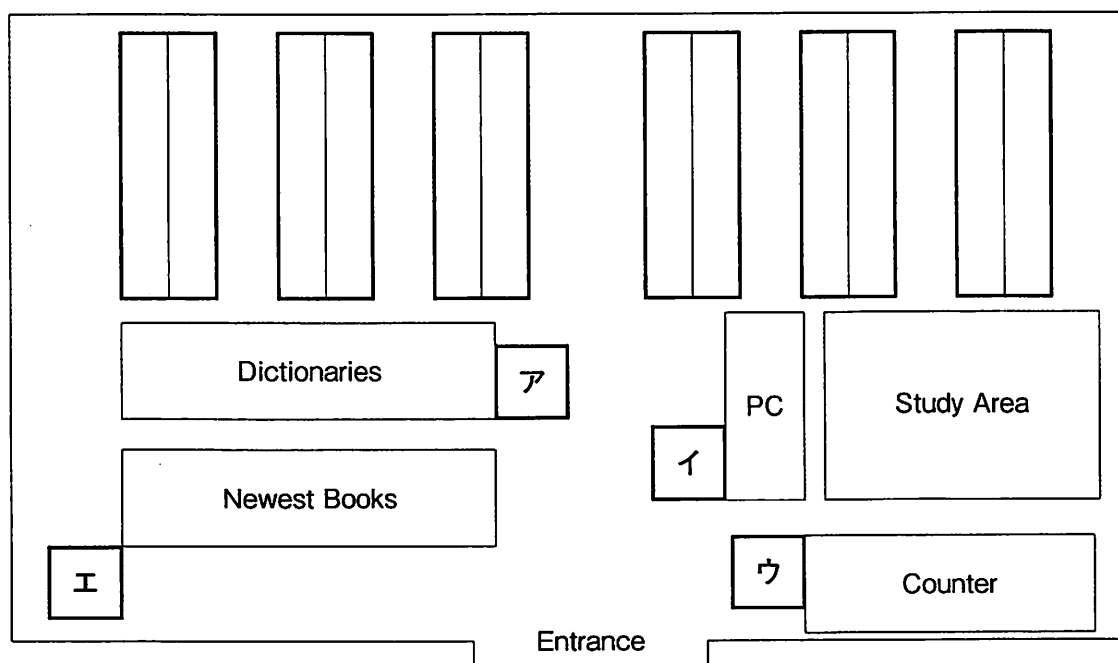 Dictionaries
ア
PC
Study Area
イ
Newest Books
エ
ウ
Counter
Entrance